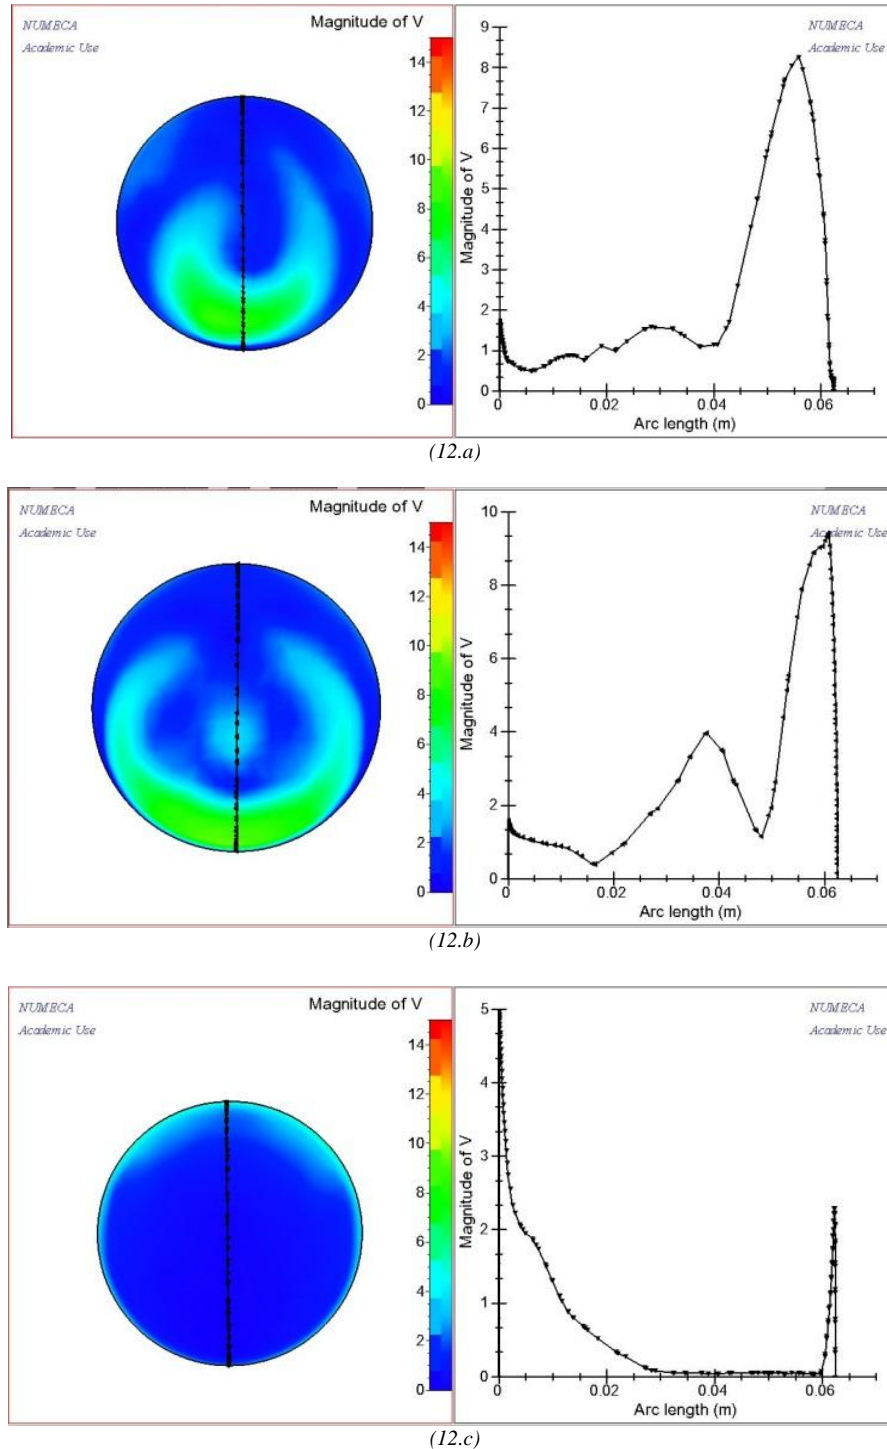 NUMECA
Academic Use
Magnitude of V
14
12
10
8
6
4
2
0
NUMECA
Academic Use
Magnitude of V
9
8
7
6
5
4
3
2
1
0
0
0.02
0.04
0.06
Arc length (m)
(12.a)
NUMECA
Academic Use
Magnitude of V
14
12
10
8
6
4
2
0
NUMECA
Academic Use
Magnitude of V
10
8
6
4
2
0
0
0.02
0.04
0.06
Arc length (m)
(12.b)
NUMECA
Academic Use
Magnitude of V
14
12
10
8
6
4
2
0
NUMECA
Academic Use
Magnitude of V
5
4
3
2
1
0
0
0.02
0.04
0.06
Arc length (m)
(12.c)